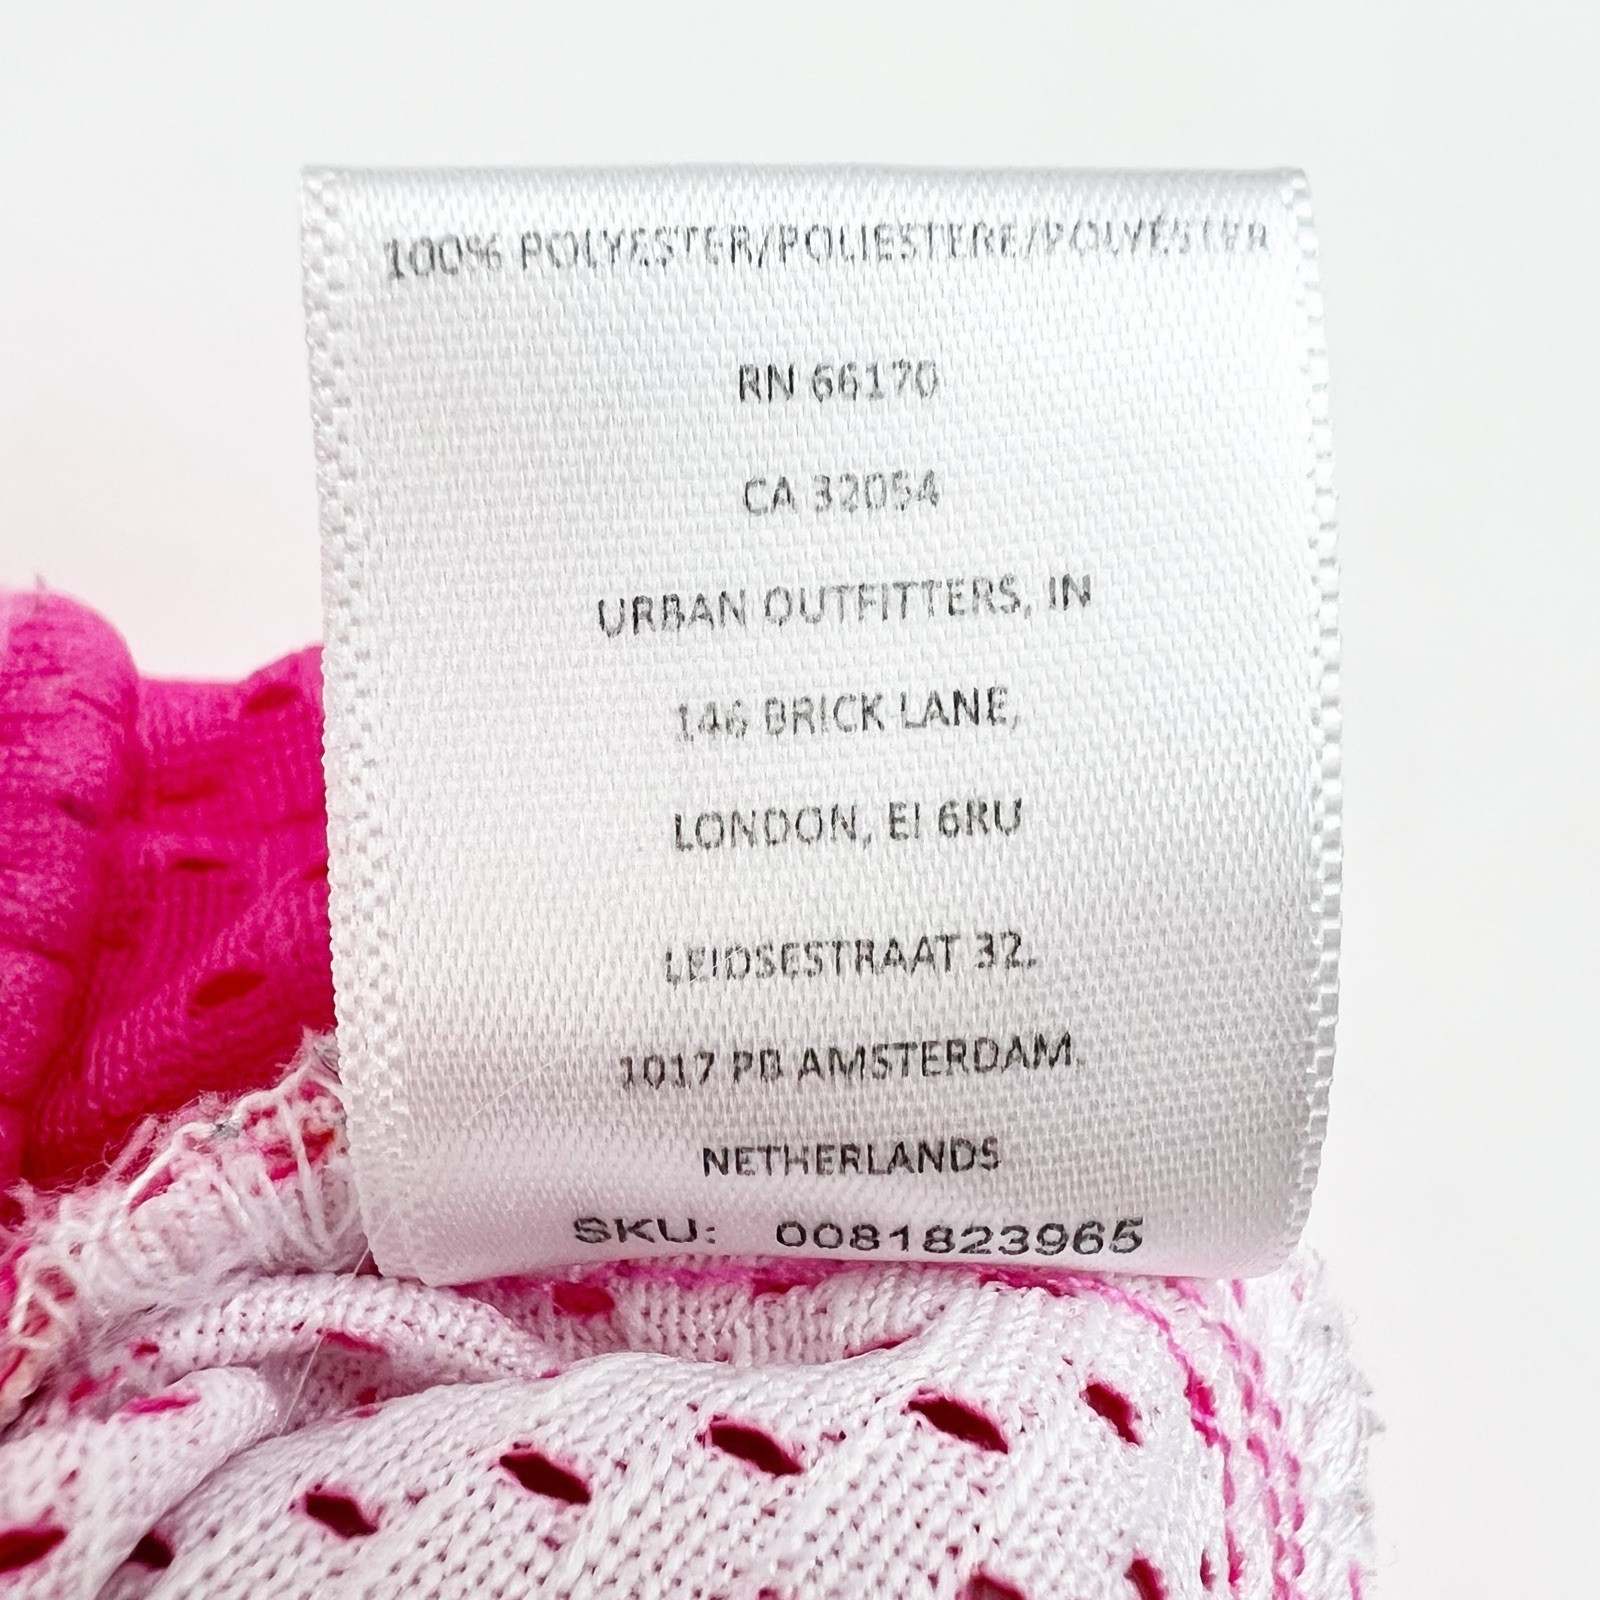 100% POLYESTER/POLIESTERE/POLYÉSTER
RN 66170
CA 32054
URBAN OUTFITTERS, IN
146 BRICK LANE,
LONDON, EI 6RU
LEIDSESTRAAT 32.
1017 PB AMSTERDAM.
NETHERLANDS
SKU: 0081823965